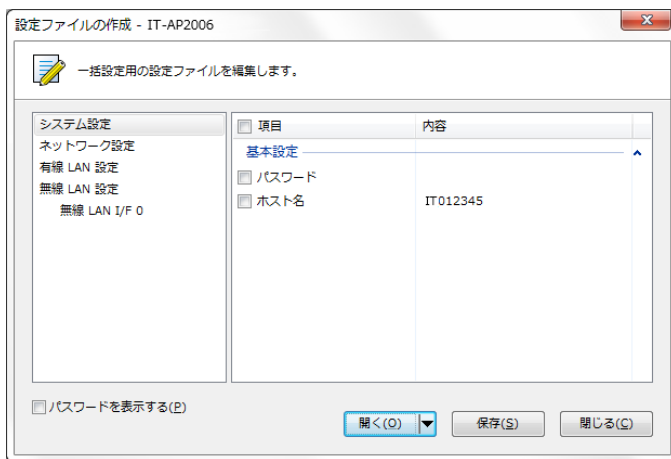 設定ファイルの作成 - IT-AP2006
一括設定用の設定ファイルを編集します。
システム設定
ネットワーク設定
有線 LAN 設定
無線 LAN 設定
無線 LAN I/F 0
項目 内容
基本設定
パスワード
ホスト名 IT012345
パスワードを表示する(P)
開く(O) 保存(S) 閉じる(C)